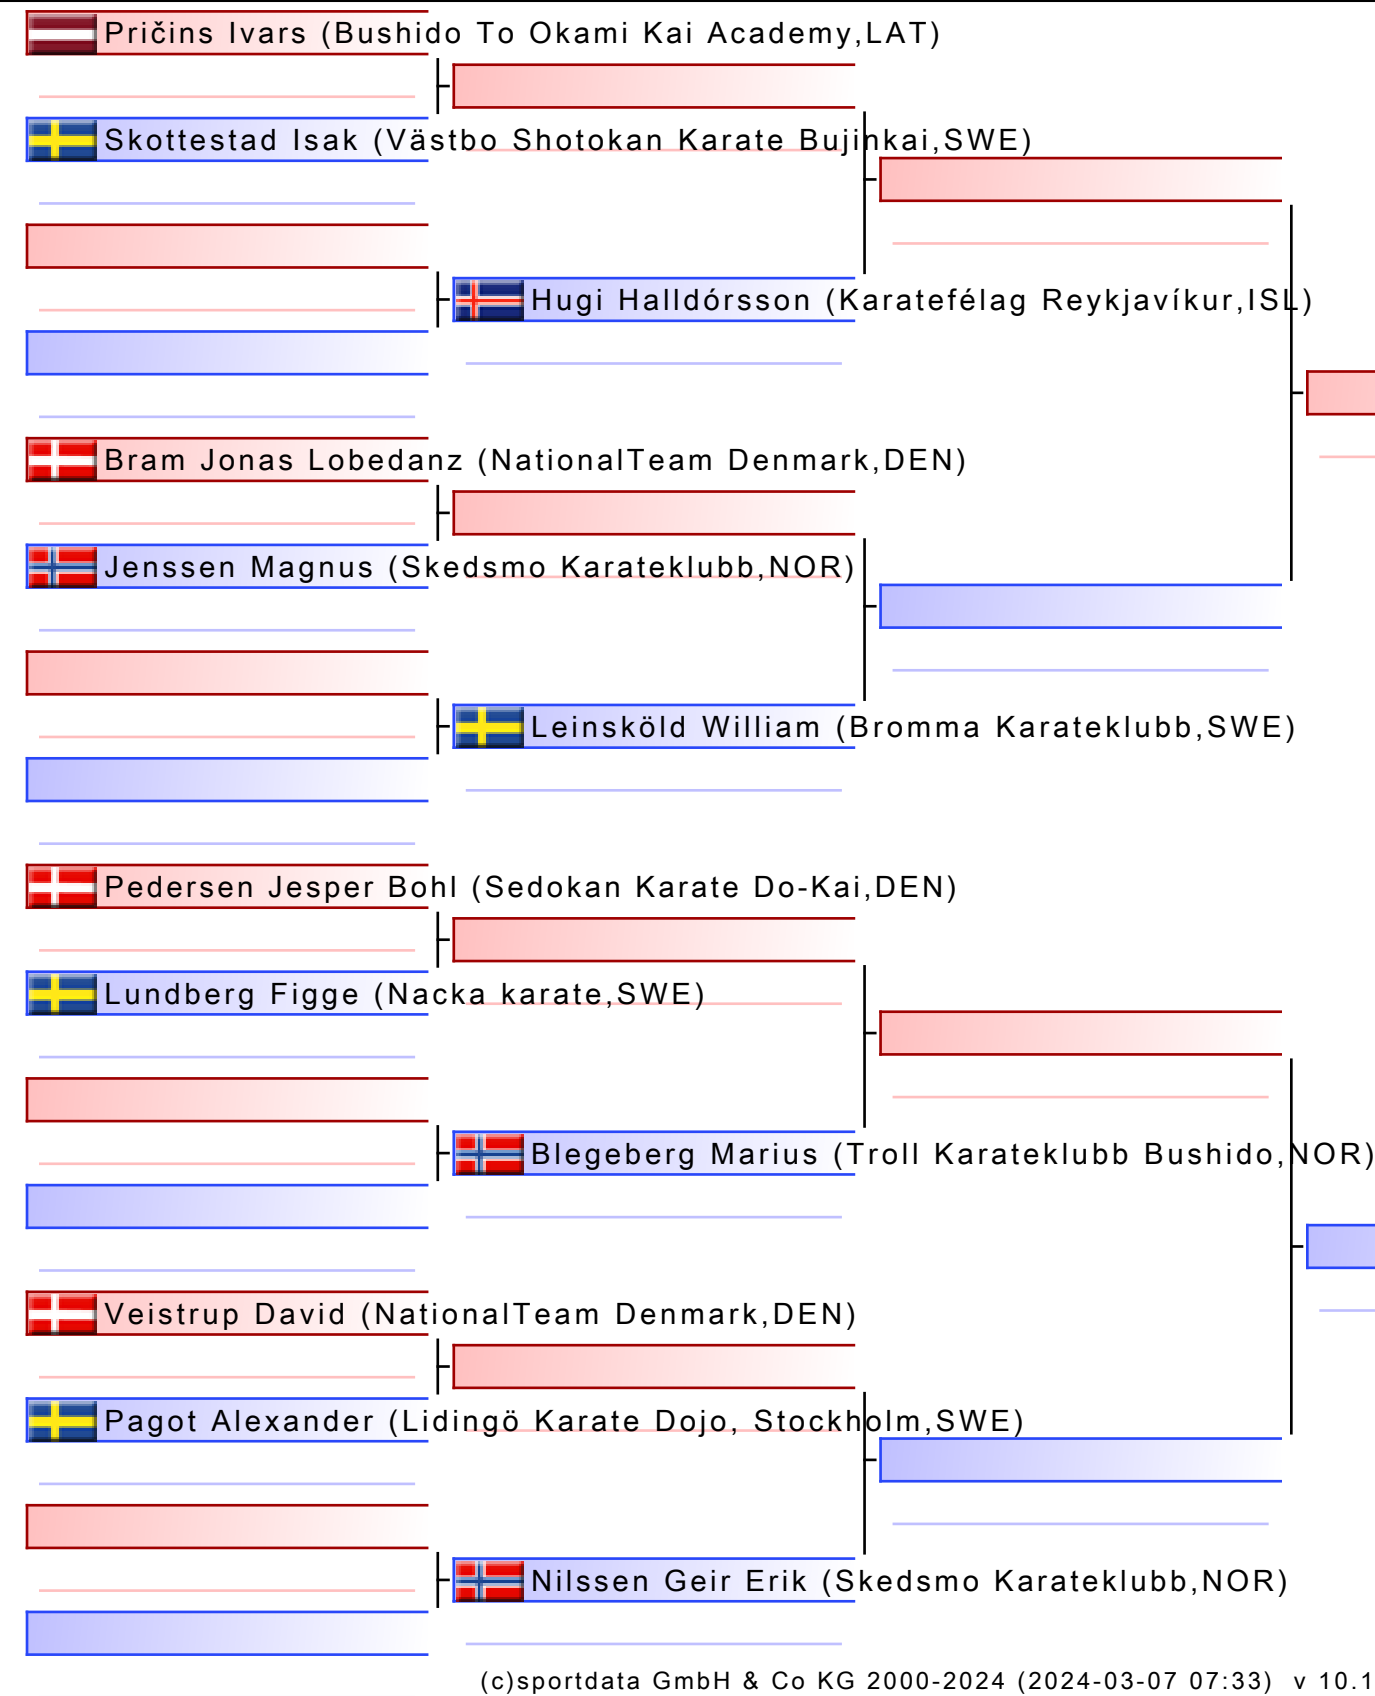 Pričins Ivars (Bushido To Okami Kai Academy,LAT)
Skottestad Isak (Västbo Shotokan Karate Bujinkai,SWE)
Hugi Halldórsson (Karatefélag Reykjavíkur,ISL)
Bram Jonas Lobedanz (NationalTeam Denmark,DEN)
Jenssen Magnus (Skedsmo Karateklubb,NOR)
Leinsköld William (Bromma Karateklubb,SWE)
Pedersen Jesper Bohl (Sedokan Karate Do-Kai,DEN)
Lundberg Figge (Nacka karate,SWE)
Blegeberg Marius (Troll Karateklubb Bushido,NOR)
Veistrup David (NationalTeam Denmark,DEN)
Pagot Alexander (Lidingö Karate Dojo, Stockholm,SWE)
Nilssen Geir Erik (Skedsmo Karateklubb,NOR)
(c)sportdata GmbH & Co KG 2000-2024 (2024-03-07 07:33) v 10.1